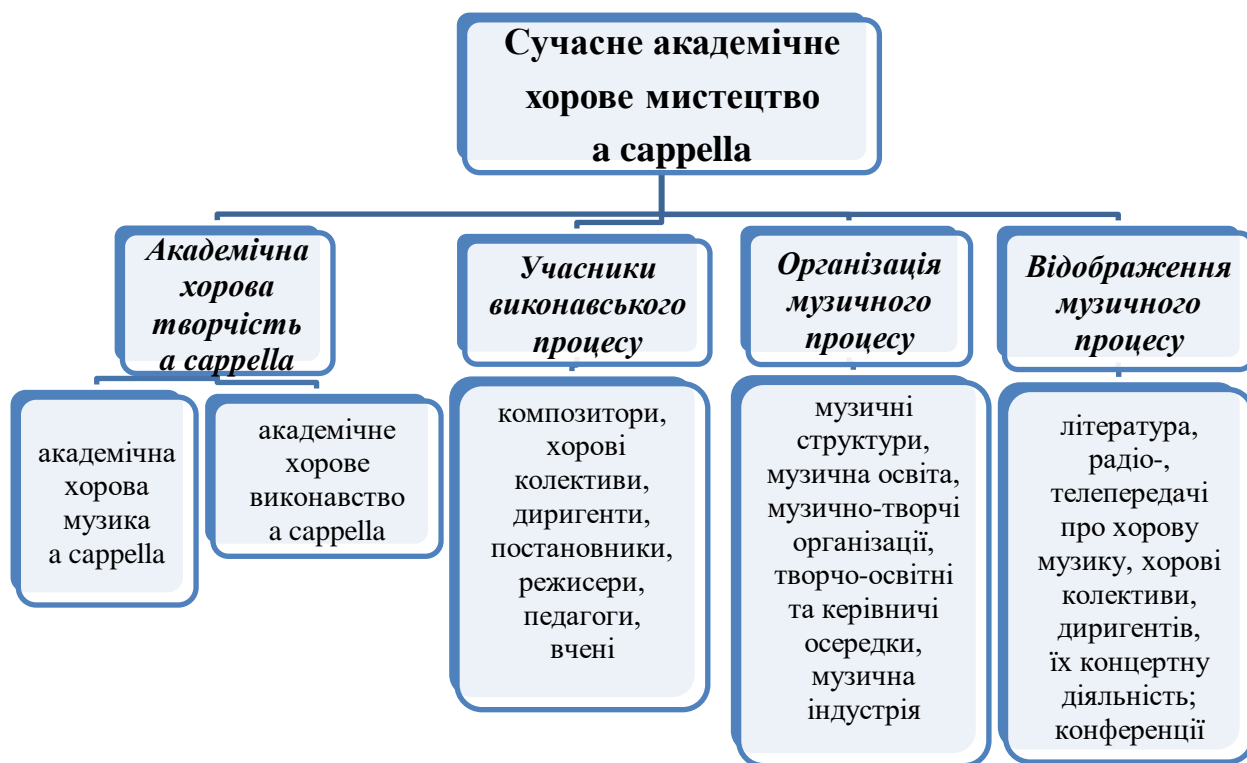 Сучасне академічне
хорове мистецтво
a cappella
Академічна
хорова
творчість
a cappella
академічна
хорова
музика
a cappella
академічне
хорове
виконавство
a cappella
Учасники
виконавського
процесу
композитори,
хорові
колективи,
диригенти,
постановники,
режисери,
педагоги,
вчені
Організація
музичного
процесу
музичні
структури,
музична освіта,
музично-творчі
організації,
творчо-освітні
та керівничі
осередки,
музична
індустрія
Відображення
музичного
процесу
література,
радіо-,
телепередачі
про хорову
музику, хорові
колективи,
диригентів,
їх концертну
діяльність;
конференції